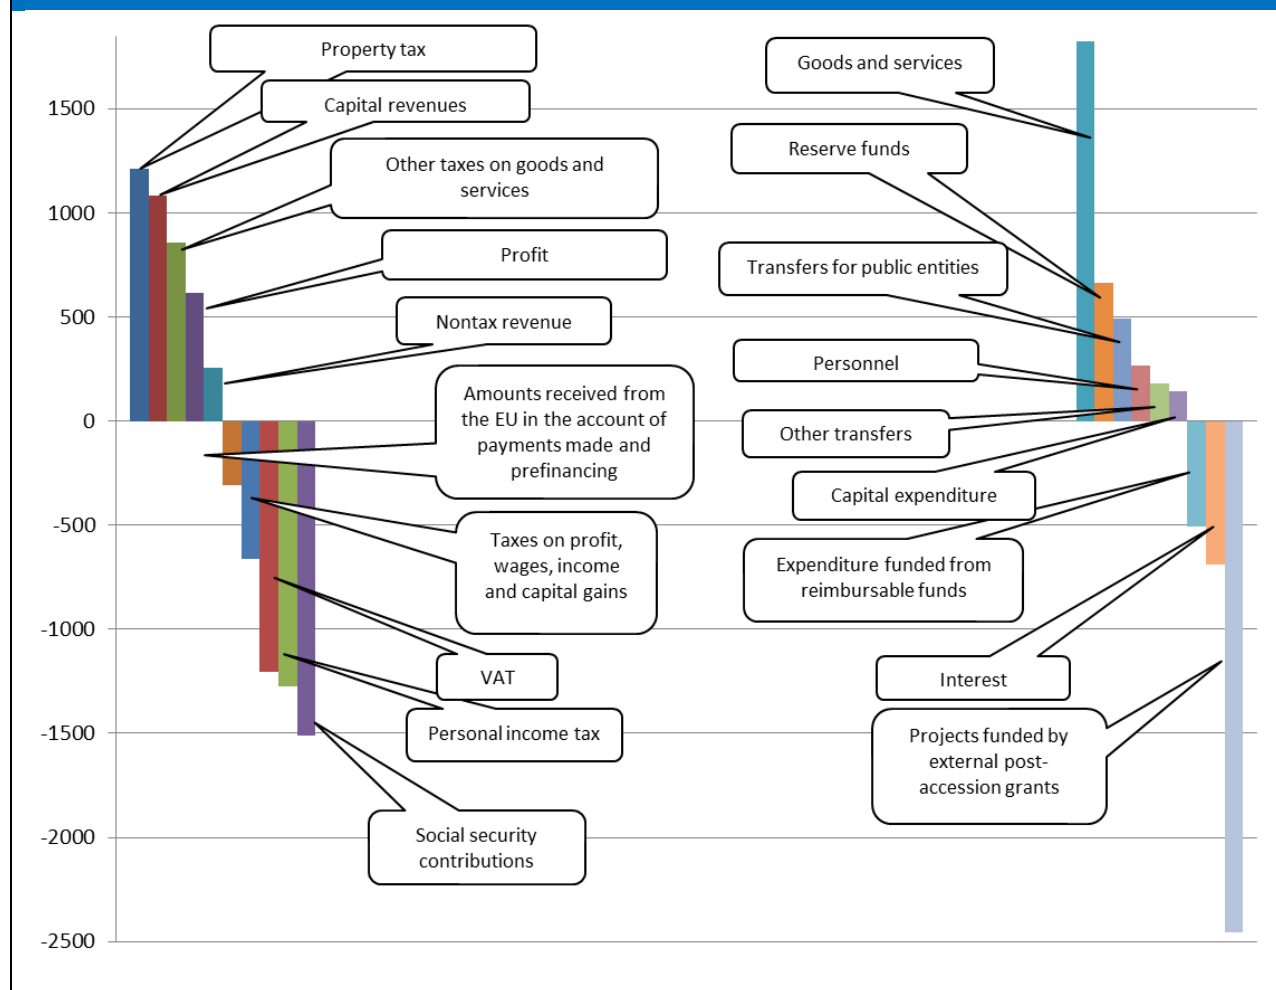 1500
1000
500
0
-500
-1000
-1500
-2000
-2500
Property tax
Capital revenues
Other taxes on goods and
services
Profit
Nontax revenue
Amounts received from
the EU in the account of
payments made and
prefinancing
Taxes on profit,
wages, income
and capital gains
VAT
Personal income tax
Social security
contributions
Goods and services
Reserve funds
Transfers for public entities
Personnel
Other transfers
Capital expenditure
Expenditure funded from
reimbursable funds
Interest
Projects funded by
external post-
accession grants